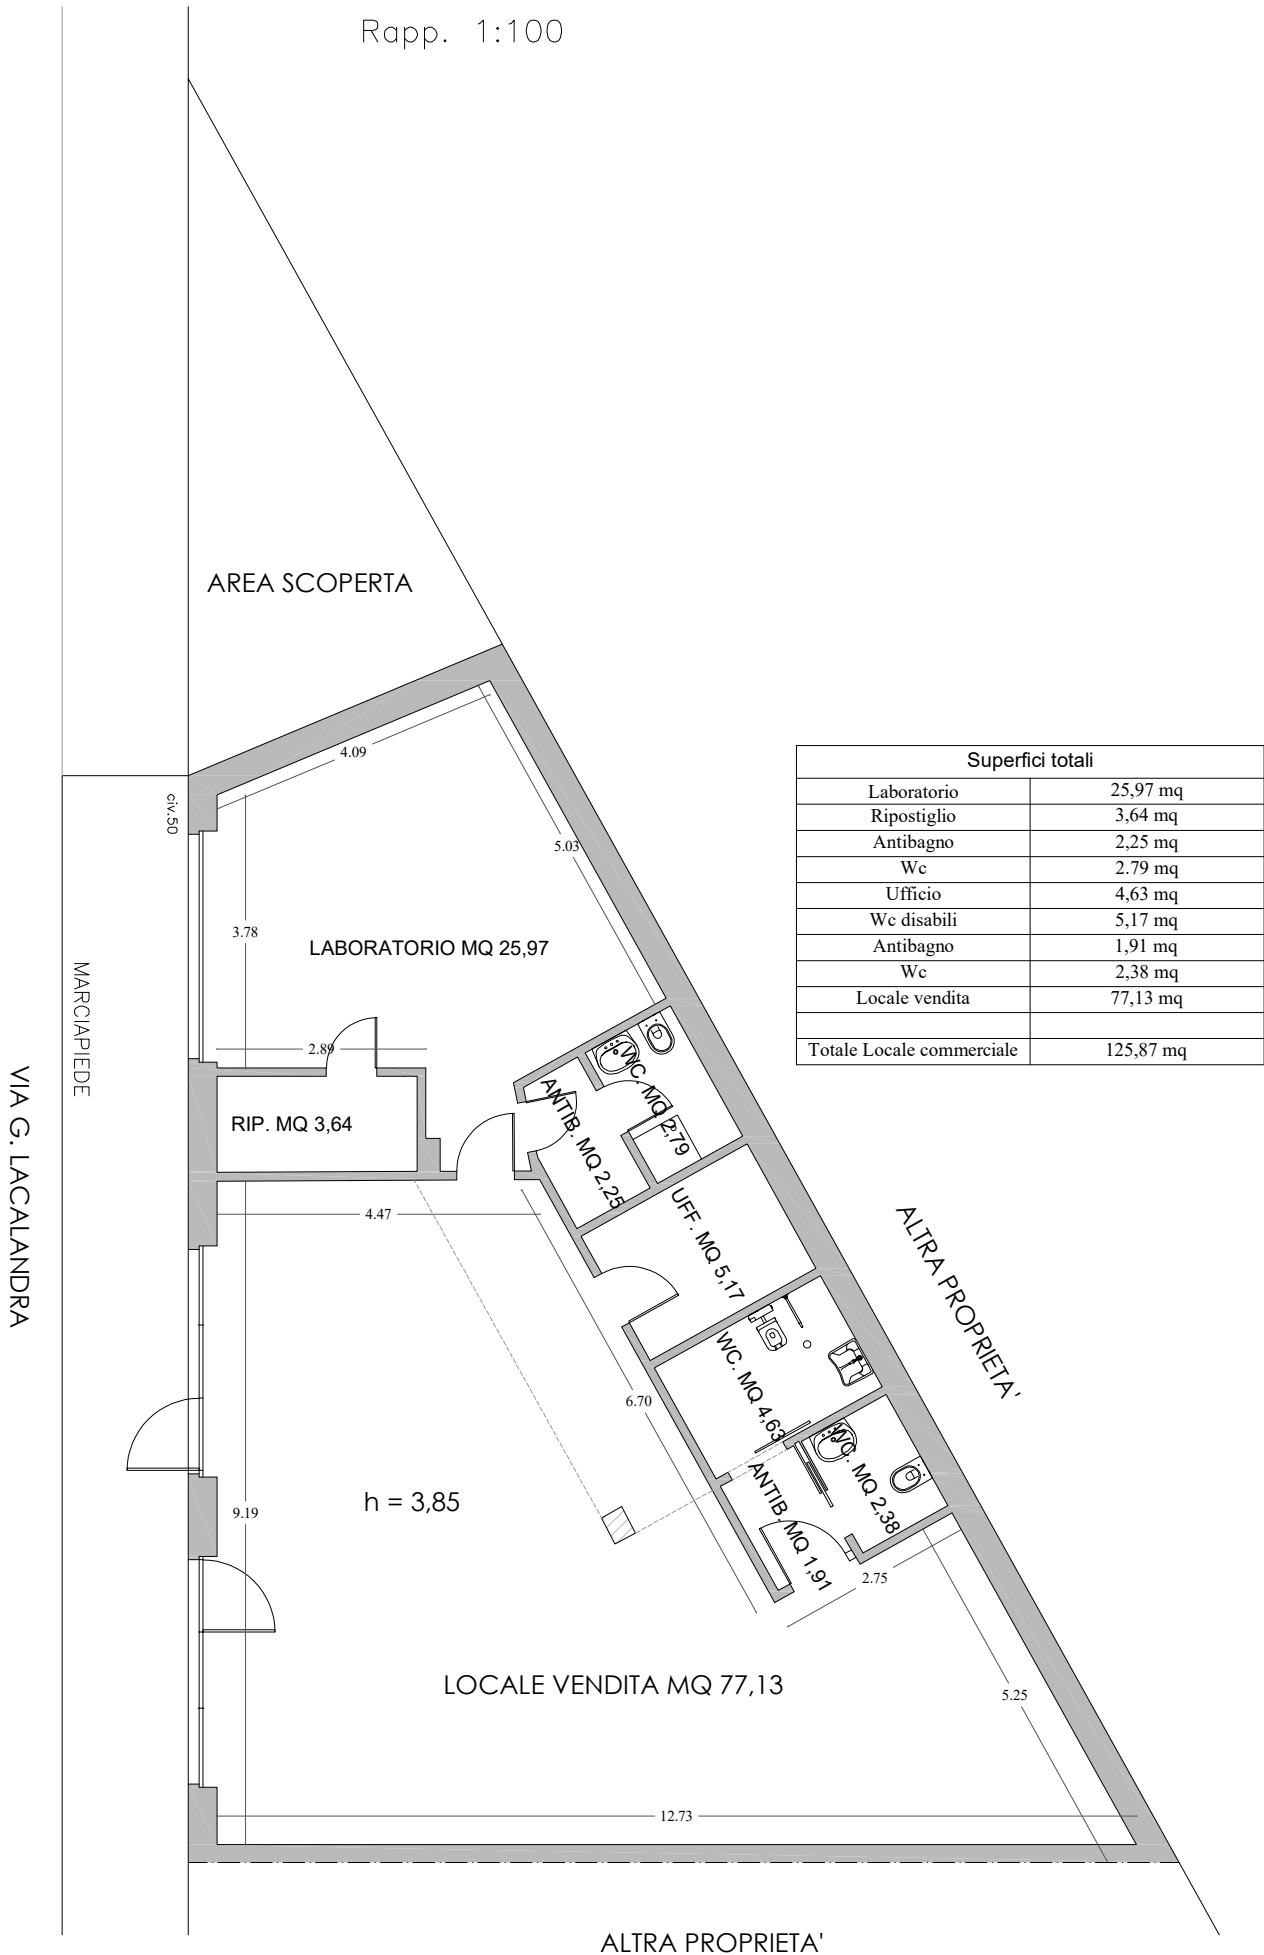 Rapp. 1:100
AREA SCOPERTA
4.09
civ.50
5.03
3.78
LABORATORIO MQ 25,97
2.89
RIP. MQ 3,64
WC. MQ 2,79
ANTIB. MQ 2,25
4.47
UFF. MQ 5,17
ALTRA PROPRIETA'
WC. MQ 4,63
6.70
WC. MQ 2,38
ANTIB. MQ 1,91
h = 3,85
9.19
2.75
LOCALE VENDITA MQ 77,13
5.25
12.73
MARCIAPIEDE
VIA G. LACALANDRA
ALTRA PROPRIETA'
Superfici totali
Laboratorio 25,97 mq
Ripostiglio 3,64 mq
Antibagno 2,25 mq
Wc 2.79 mq
Ufficio 4,63 mq
Wc disabili 5,17 mq
Antibagno 1,91 mq
Wc 2,38 mq
Locale vendita 77,13 mq
Totale Locale commerciale 125,87 mq